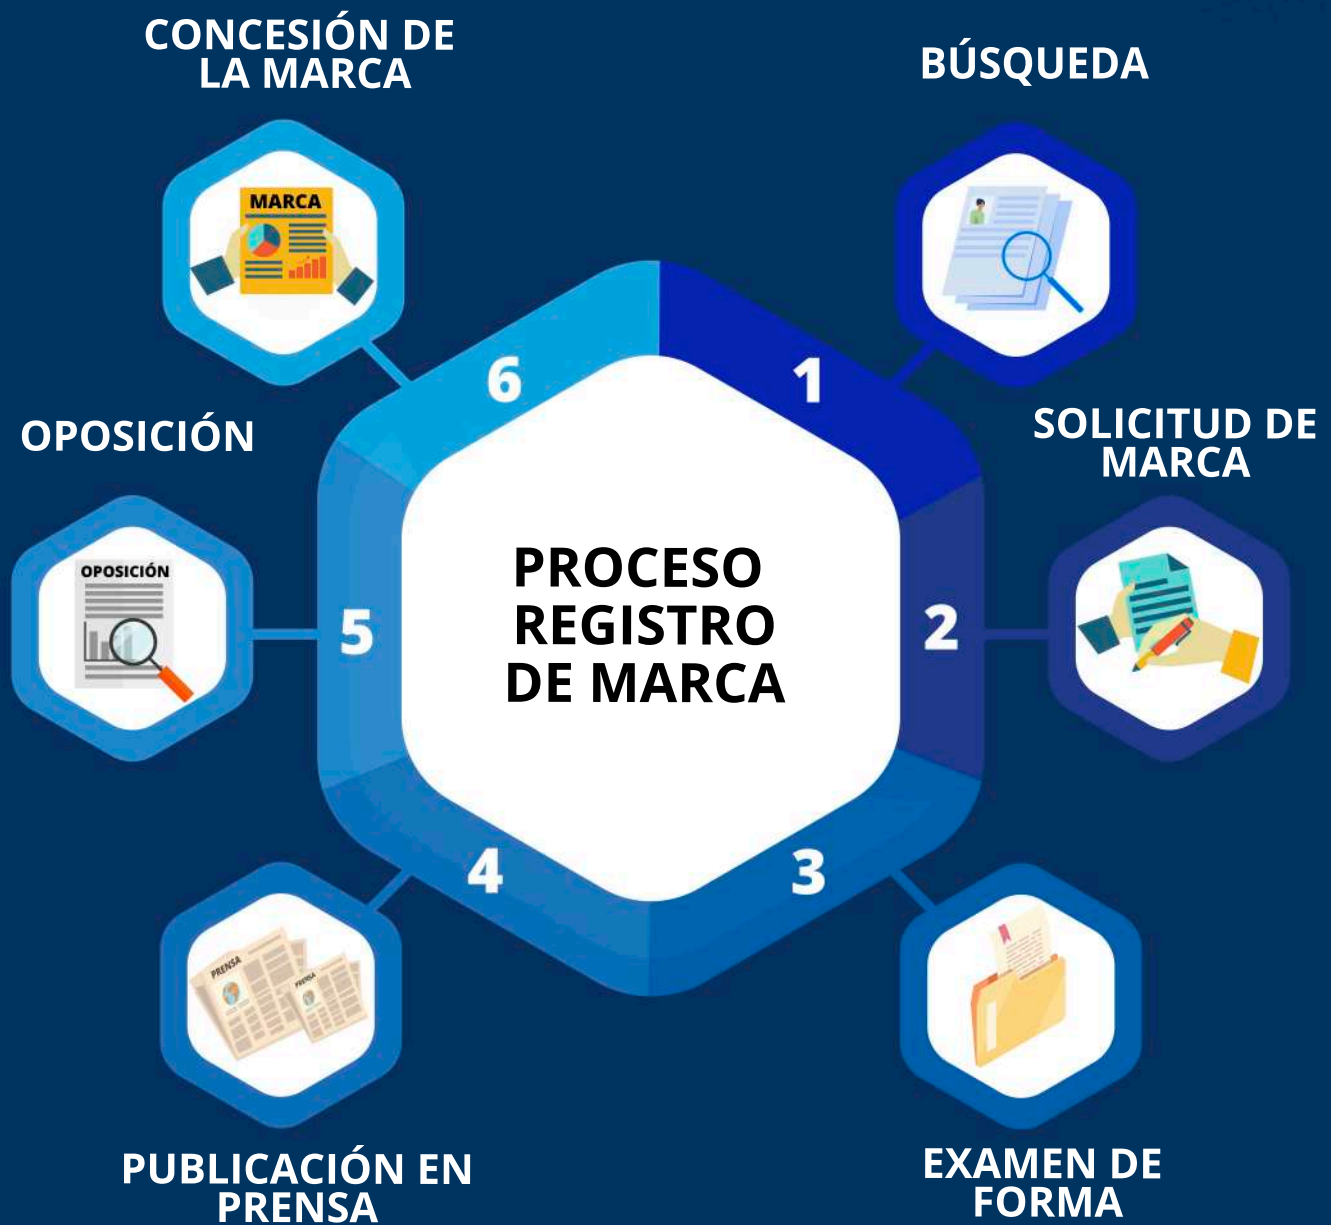 CONCESIÓN DE
LA MARCA
BÚSQUEDA
MARCA
6
1
OPOSICIÓN
SOLICITUD DE
MARCA
OPOSICIÓN
PROCESO
REGISTRO
DE MARCA
5
2
4
3
PRENSA
PRENSA
PUBLICACIÓN EN
PRENSA
EXAMEN DE
FORMA